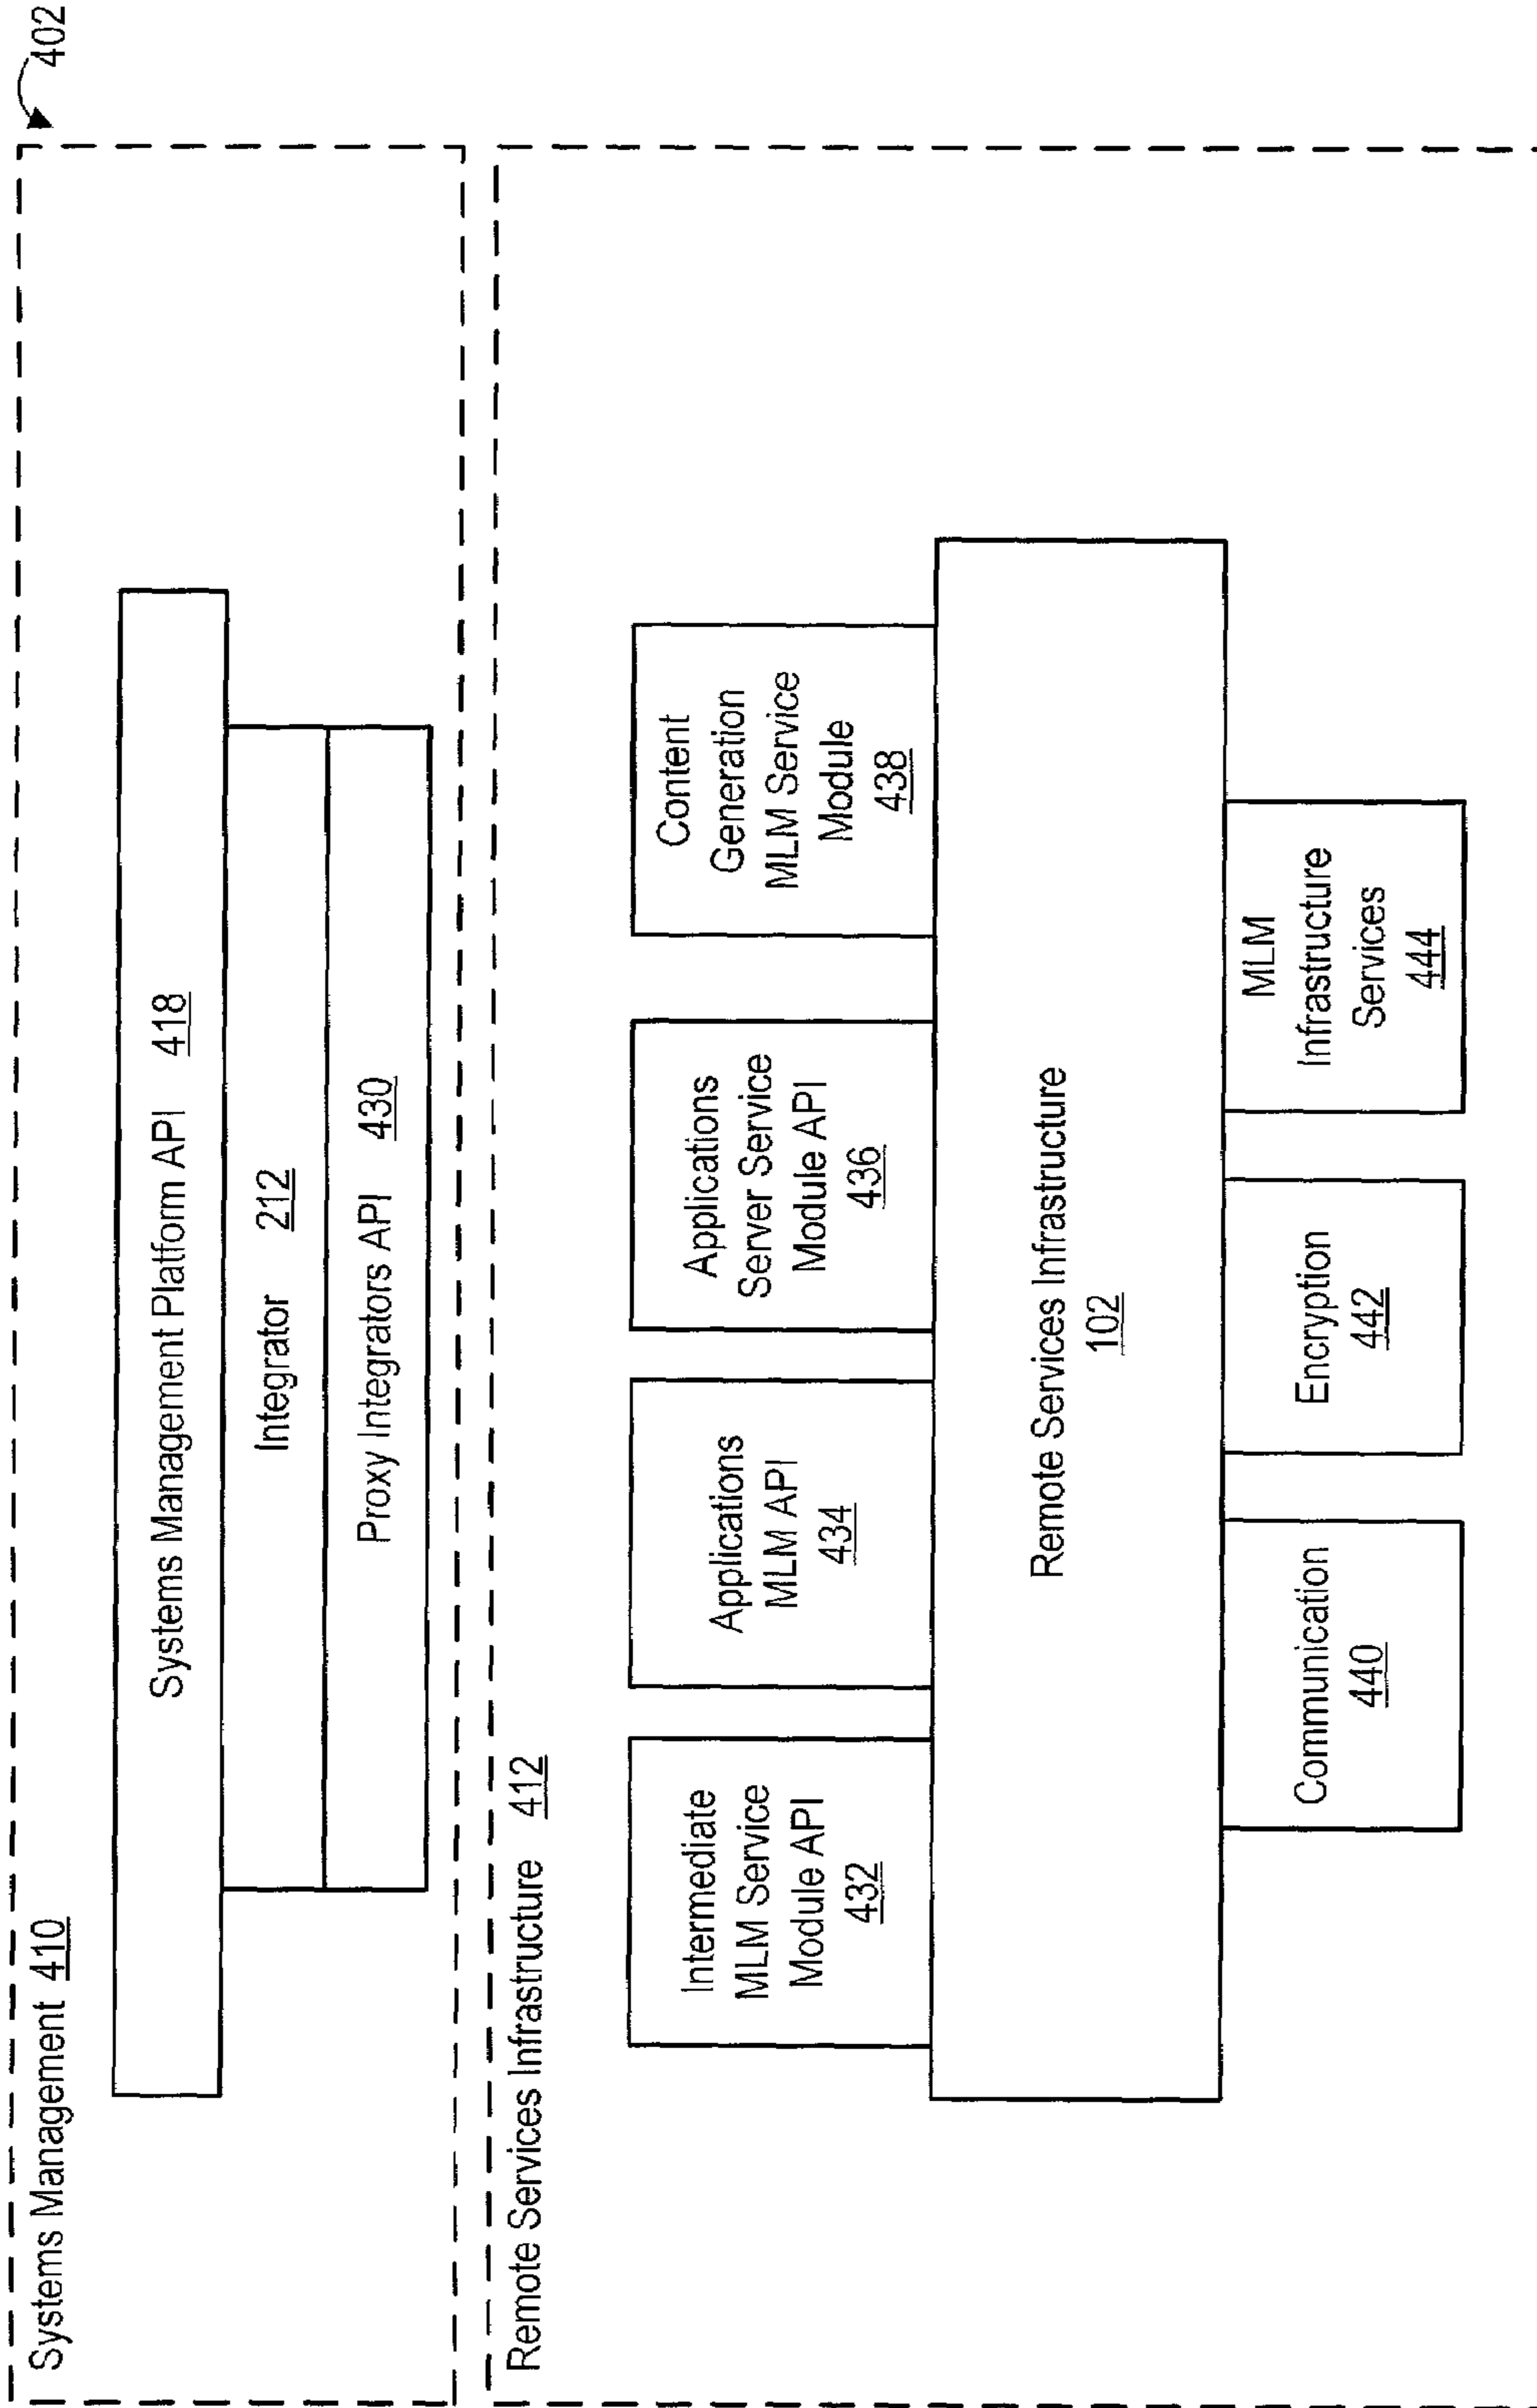 402
Systems Management 410
Systems Management Platform API 418
Integrator 212
Proxy Integrators API 430
Remote Services Infrastructure 412
Intermediate
MLM Service
Module API
432
Applications
MLM API
434
Applications
Server Service
Module API
436
Content
Generation
MLM Service
Module
438
Remote Services Infrastructure
102
Communication
440
Encryption
442
MLM
Infrastructure
Services
444